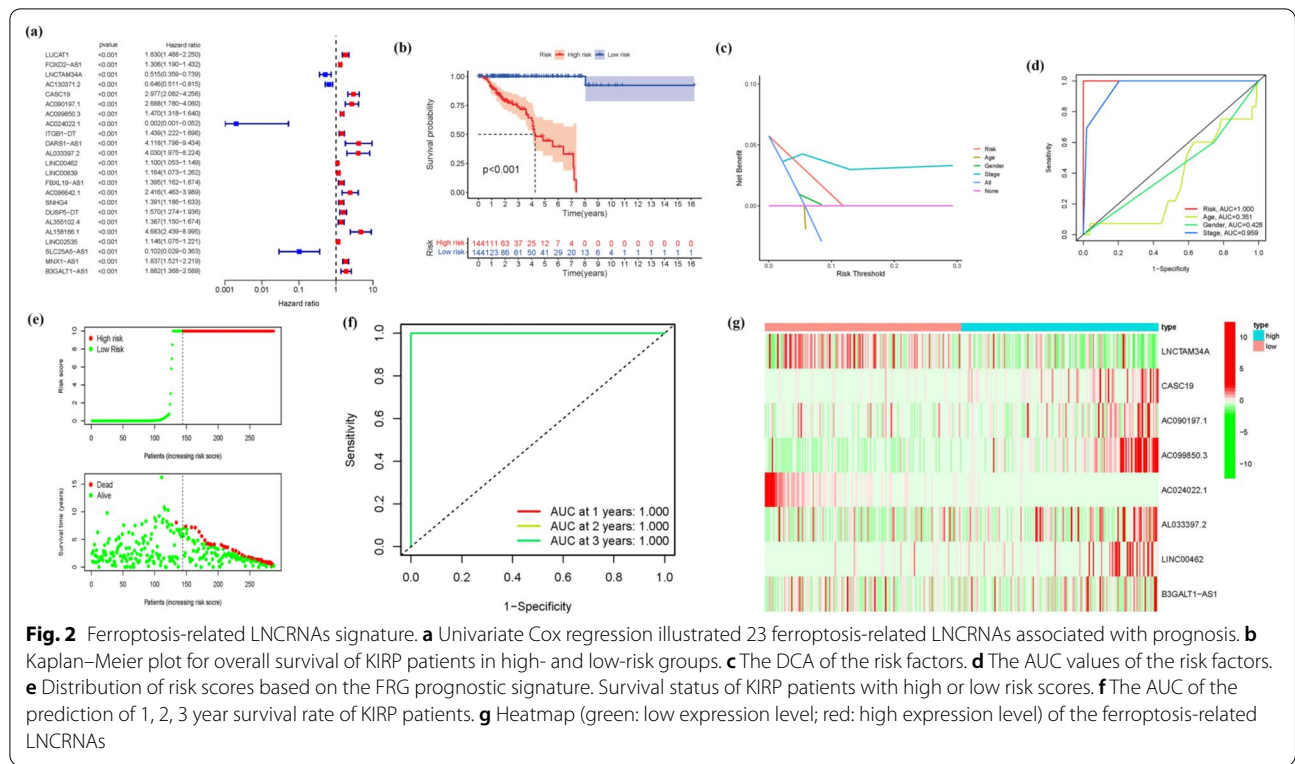 (a)
pvalue Hazard ratio
LUCAT1 <0.001 1.830(1.488−2.250)
FOXD2−AS1 <0.001 1.306(1.190−1.432)
LNCTAM34A <0.001 0.515(0.359−0.739)
AC130371.2 <0.001 0.646(0.511−0.815)
CASC19 <0.001 2.977(2.082−4.256)
AC090197.1 <0.001 2.688(1.780−4.060)
AC099850.3 <0.001 1.470(1.318−1.640)
AC024022.1 <0.001 0.002(0.001−0.052)
ITGB1−DT <0.001 1.439(1.222−1.696)
DARS1−AS1 <0.001 4.118(1.798−9.434)
AL033397.2 <0.001 4.030(1.975−8.224)
LINC00462 <0.001 1.100(1.053−1.149)
LINC00839 <0.001 1.164(1.073−1.262)
FBXL19−AS1 <0.001 1.395(1.162−1.674)
AC096642.1 <0.001 2.416(1.463−3.989)
SNHG4 <0.001 1.391(1.186−1.633)
DUSP5−DT <0.001 1.570(1.274−1.936)
AL355102.4 <0.001 1.387(1.150−1.674)
AL158166.1 <0.001 4.683(2.439−8.995)
LINC02535 <0.001 1.146(1.075−1.221)
SLC25A5−AS1 <0.001 0.102(0.029−0.363)
MNX1−AS1 <0.001 1.837(1.521−2.219)
B3GALT1−AS1 <0.001 1.882(1.368−2.589)
0.001 0.01 0.1 1 10
Hazard ratio
(b)
Risk High risk Low risk
1.00
0.75
0.50
0.25
0.00
Survival probability
p<0.001
0 1 2 3 4 5 6 7 8 9 10 11 12 13 14 15 16
Time(years)
Risk
High risk 144 111 63 37 25 12 7 4 0 0 0 0 0 0 0 0 0
Low risk 144 123 86 61 50 41 29 20 13 6 4 1 1 1 1 1 1
0 1 2 3 4 5 6 7 8 9 10 11 12 13 14 15 16
Time(years)
(c)
0.10
0.05
0.00
Net Benefit
0.0 0.1 0.2 0.3
Risk Threshold
Risk
Age
Gender
Stage
All
None
(d)
1.0
0.8
0.6
0.4
0.2
0.0
Sensitivity
Risk, AUC=1.000
Age, AUC=0.351
Gender, AUC=0.428
Stage, AUC=0.959
0.0 0.2 0.4 0.6 0.8 1.0
1-Specificity
(e)
10
8
6
4
2
0
Risk score
High risk
Low Risk
0 50 100 150 200 250
Patients (increasing risk socre)
15
10
5
0
Survival time (years)
Dead
Alive
0 50 100 150 200 250
Patients (increasing risk socre)
(f)
1.0
0.8
0.6
0.4
0.2
0.0
Sensitivity
AUC at 1 years: 1.000
AUC at 2 years: 1.000
AUC at 3 years: 1.000
0.0 0.2 0.4 0.6 0.8 1.0
1−Specificity
(g)
type
LNCTAM34A
CASC19
AC090197.1
AC099850.3
AC024022.1
AL033397.2
LINC00462
B3GALT1−AS1
10
5
0
−5
−10
type
high
low
Fig. 2 Ferroptosis-related LNCRNAs signature. a Univariate Cox regression illustrated 23 ferroptosis-related LNCRNAs associated with prognosis. b
Kaplan–Meier plot for overall survival of KIRP patients in high- and low-risk groups. c The DCA of the risk factors. d The AUC values of the risk factors.
e Distribution of risk scores based on the FRG prognostic signature. Survival status of KIRP patients with high or low risk scores. f The AUC of the
prediction of 1, 2, 3 year survival rate of KIRP patients. g Heatmap (green: low expression level; red: high expression level) of the ferroptosis-related
LNCRNAs